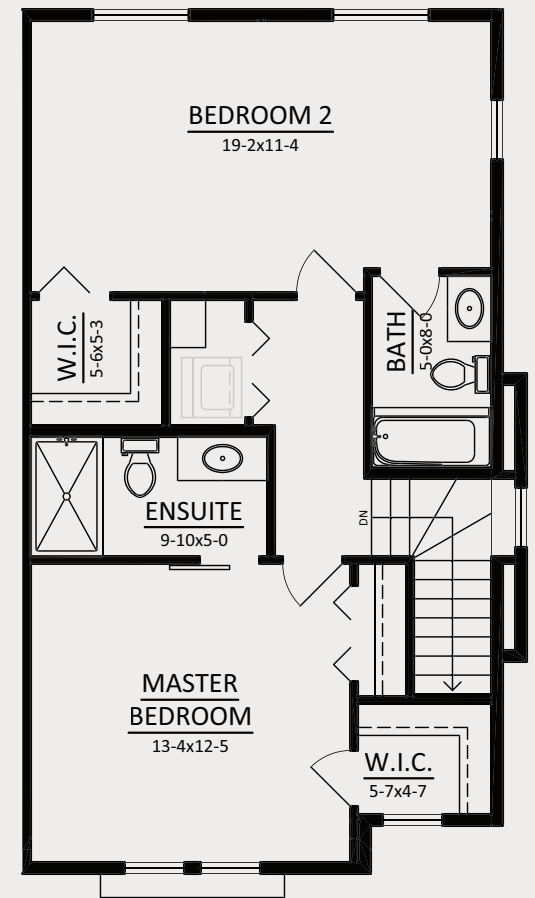 BEDROOM 2
19-2x11-4
W.I.C.
5-6x5-3
BATH
5-0x8-0
ENSUITE
9-10x5-0
DN
MASTER
BEDROOM
13-4x12-5
W.I.C.
5-7x4-7